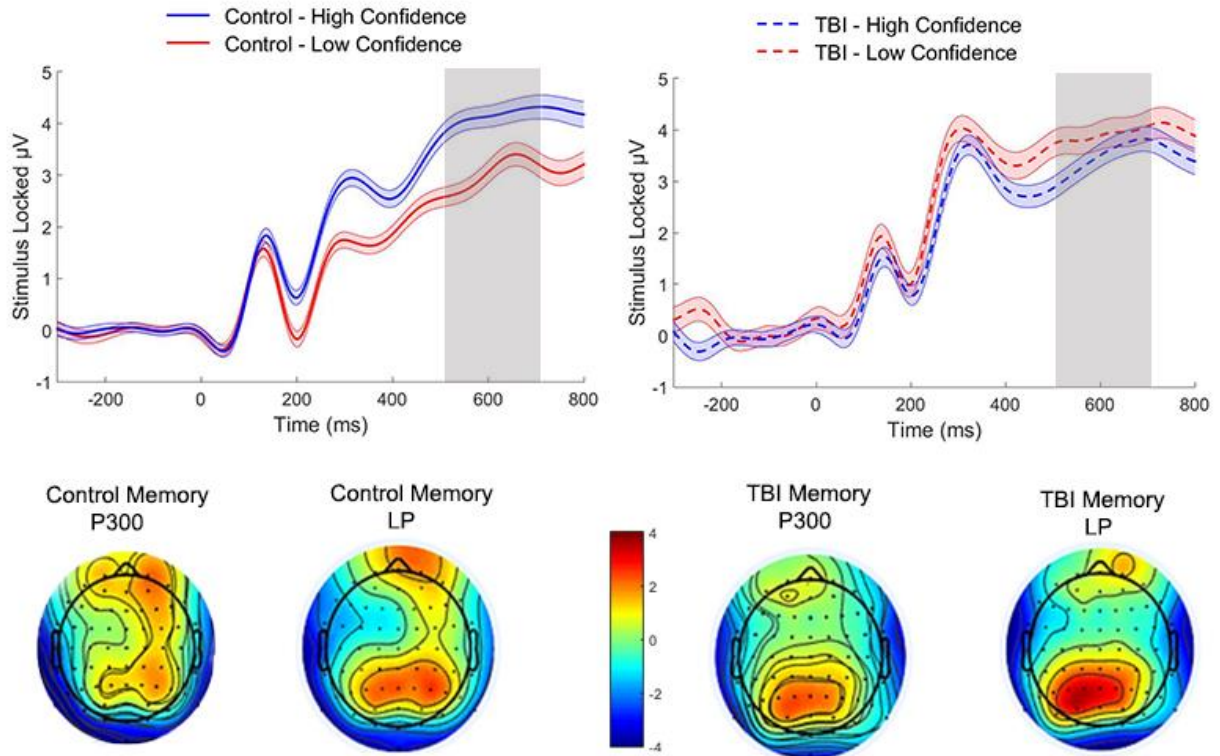 Control - High Confidence
Control - Low Confidence
5
4
3
2
1
0
-1
Stimulus Locked µV
-200 0 200 400 600 800
Time (ms)
TBI - High Confidence
TBI - Low Confidence
5
4
3
2
1
0
-1
Stimulus Locked µV
-200 0 200 400 600 800
Time (ms)
Control Memory
P300
Control Memory
LP
4
2
0
-2
-4
TBI Memory
P300
TBI Memory
LP